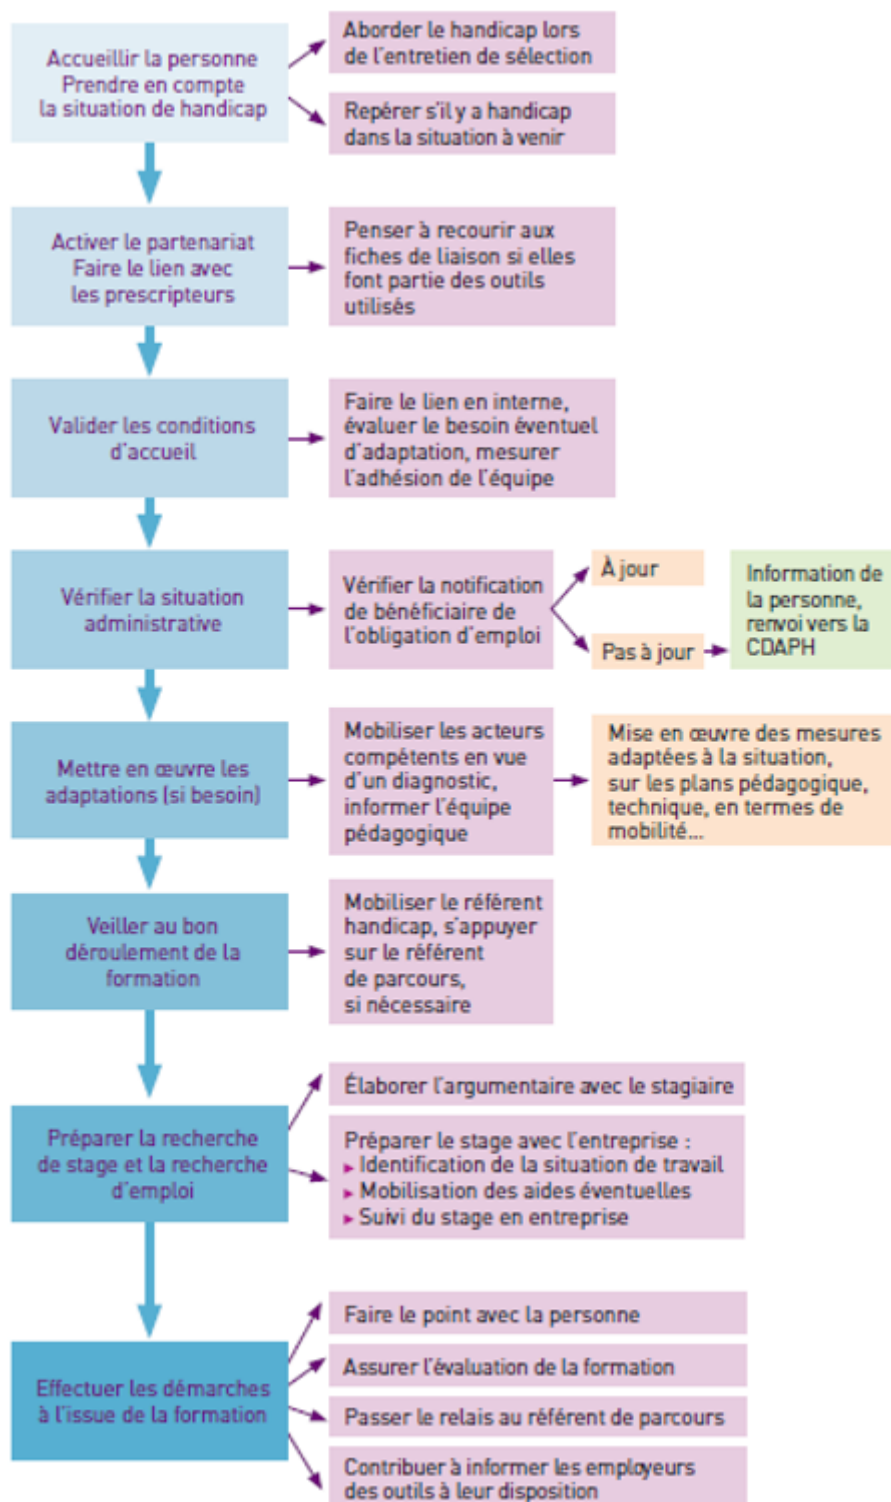 Accueillir la personne
Prendre en compte
la situation de handicap
Aborder le handicap lors
de l'entretien de sélection
Repérer s'il y a handicap
dans la situation à venir
Activer le partenariat
Faire le lien avec
les prescripteurs
Penser à recourir aux
fiches de liaison si elles
font partie des outils
utilisés
Valider les conditions
d'accueil
Faire le lien en interne,
évaluer le besoin éventuel
d'adaptation, mesurer
l'adhésion de l'équipe
Vérifier la situation
administrative
Vérifier la notification
de bénéficiaire de
l'obligation d'emploi
À jour
Pas à jour
Information de
la personne,
renvoi vers la
CDAPH
Mettre en œuvre les
adaptations (si besoin)
Mobiliser les acteurs
compétents en vue
d'un diagnostic,
informer l'équipe
pédagogique
Mise en œuvre des mesures
adaptées à la situation,
sur les plans pédagogique,
technique, en termes de
mobilité...
Veiller au bon
déroulement de la
formation
Mobiliser le référent
handicap, s'appuyer
sur le référent
de parcours,
si nécessaire
Préparer la recherche
de stage et la recherche
d'emploi
Élaborer l'argumentaire avec le stagiaire
Préparer le stage avec l'entreprise :
▸ Identification de la situation de travail
▸ Mobilisation des aides éventuelles
▸ Suivi du stage en entreprise
Effectuer les démarches
à l'issue de la formation
Faire le point avec la personne
Assurer l'évaluation de la formation
Passer le relais au référent de parcours
Contribuer à informer les employeurs
des outils à leur disposition